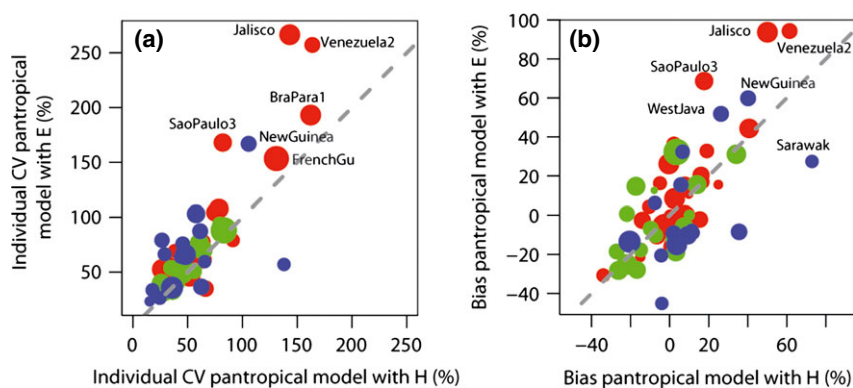 (a)
Jalisco
Venezuela2
BraPara1
SaoPaulo3
NewGuinea
FrenchGu
250
200
150
100
50
0 50 100 150 200 250
Individual CV pantropical
model with E (%)
Individual CV pantropical model with H (%)
(b)
Jalisco
Venezuela2
SaoPaulo3
NewGuinea
WestJava
Sarawak
100
80
60
40
20
0
−20
−40
−40 0 20 60
Bias pantropical model with E (%)
Bias pantropical model with H (%)